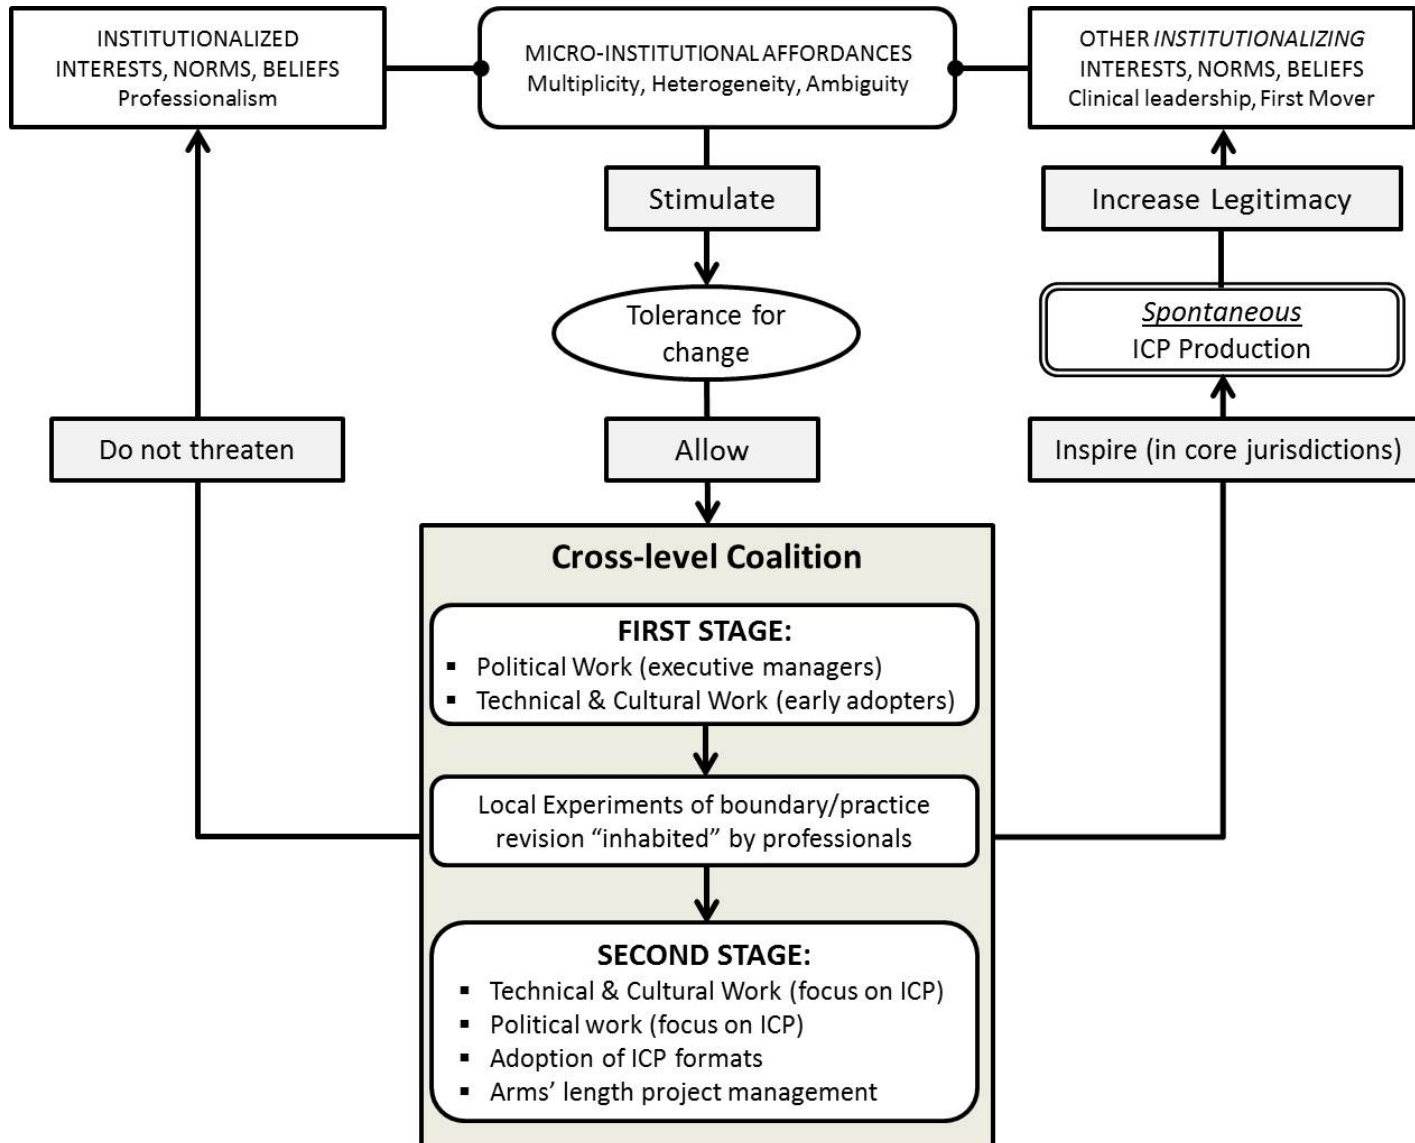 INSTITUTIONALIZED
INTERESTS, NORMS, BELIEFS
Professionalism
MICRO-INSTITUTIONAL AFFORDANCES
Multiplicity, Heterogeneity, Ambiguity
OTHER INSTITUTIONALIZING
INTERESTS, NORMS, BELIEFS
Clinical leadership, First Mover
Stimulate
Increase Legitimacy
Tolerance for
change
Spontaneous
ICP Production
Do not threaten
Allow
Inspire (in core jurisdictions)
Cross-level Coalition
FIRST STAGE:
▪ Political Work (executive managers)
▪ Technical & Cultural Work (early adopters)
Local Experiments of boundary/practice
revision “inhabited” by professionals
SECOND STAGE:
▪ Technical & Cultural Work (focus on ICP)
▪ Political work (focus on ICP)
▪ Adoption of ICP formats
▪ Arms’ length project management